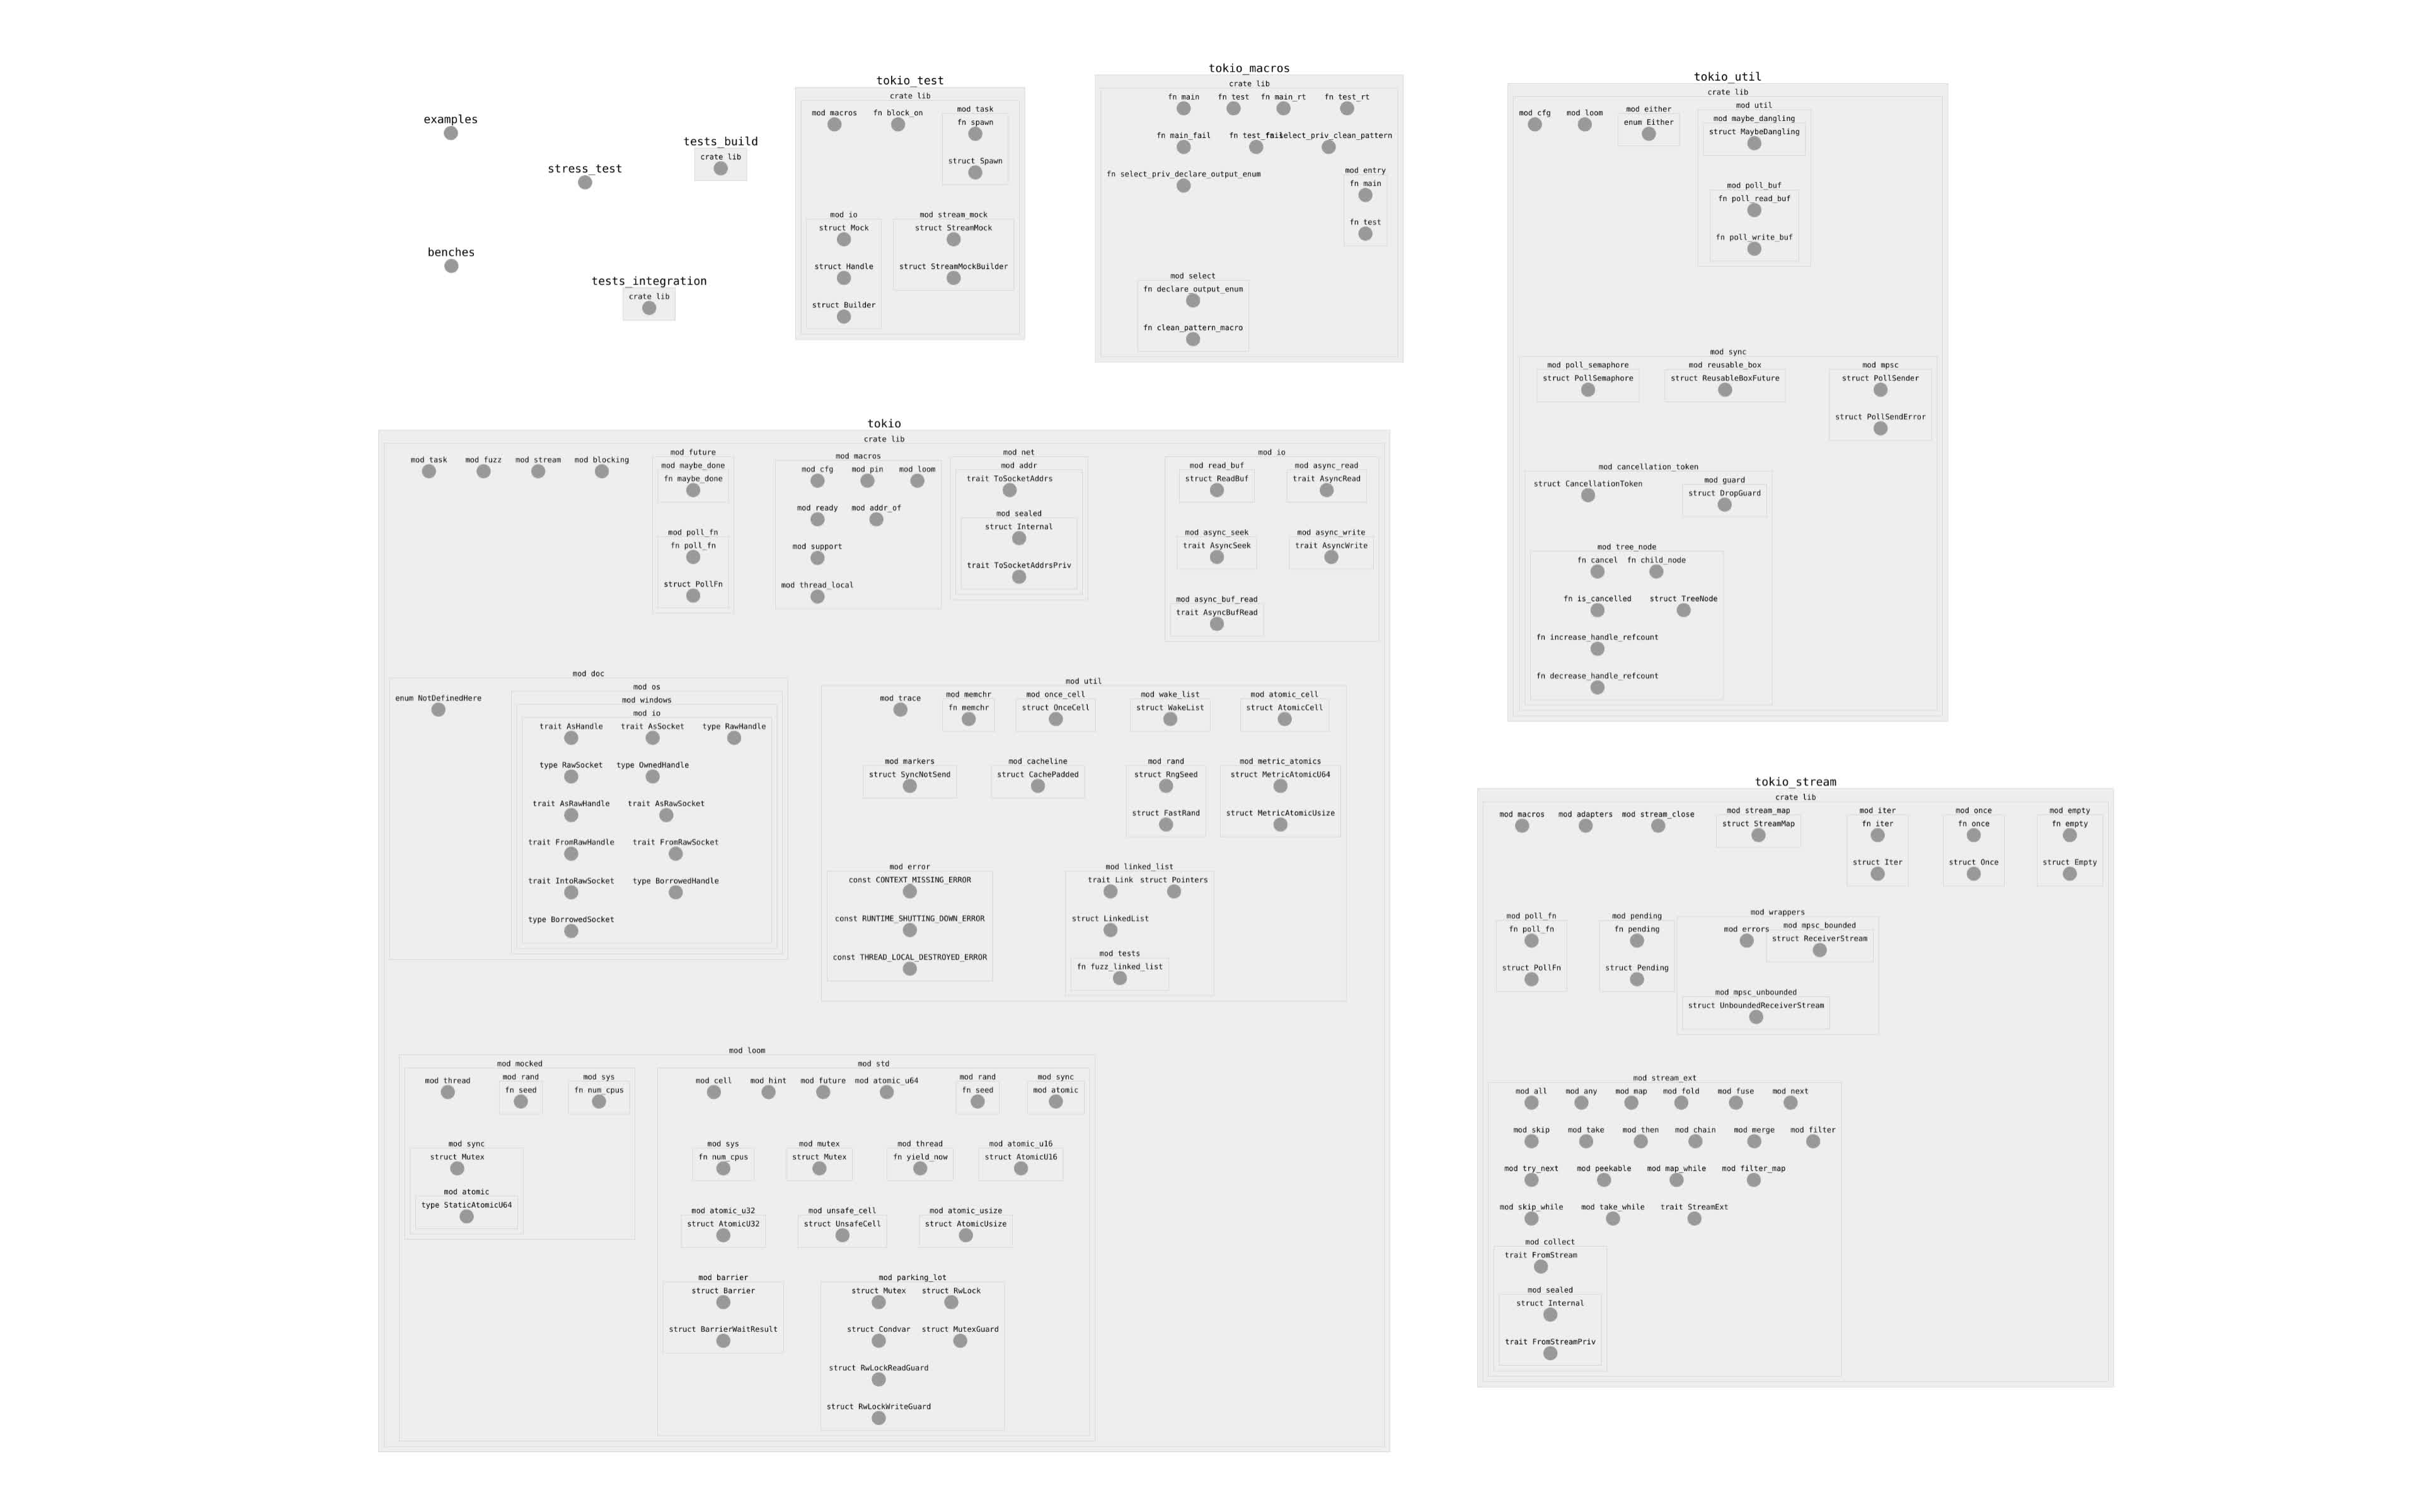 examples
stress_test
benches
tests_build
crate lib
tests_integration
crate lib
tokio_test
crate lib
mod macros
fn block_on
mod task
fn spawn
struct Spawn
mod io
struct Mock
struct Handle
struct Builder
mod stream_mock
struct StreamMock
struct StreamMockBuilder
tokio_macros
crate lib
fn main
fn test
fn main_rt
fn test_rt
fn main_fail
fn test_fail
fn select_priv_clean_pattern
fn select_priv_declare_output_enum
mod entry
fn main
fn test
mod select
fn declare_output_enum
fn clean_pattern_macro
tokio_util
crate lib
mod cfg
mod loom
mod either
enum Either
mod util
mod maybe_dangling
struct MaybeDangling
mod poll_buf
fn poll_read_buf
fn poll_write_buf
mod sync
mod poll_semaphore
struct PollSemaphore
mod reusable_box
struct ReusableBoxFuture
mod mpsc
struct PollSender
struct PollSendError
mod cancellation_token
struct CancellationToken
mod guard
struct DropGuard
mod tree_node
fn cancel
fn child_node
fn is_cancelled
struct TreeNode
fn increase_handle_refcount
fn decrease_handle_refcount
tokio
crate lib
mod task
mod fuzz
mod stream
mod blocking
mod future
mod maybe_done
fn maybe_done
mod poll_fn
fn poll_fn
struct PollFn
mod macros
mod cfg
mod pin
mod loom
mod ready
mod addr_of
mod support
mod thread_local
mod net
mod addr
trait ToSocketAddrs
mod sealed
struct Internal
trait ToSocketAddrsPriv
mod io
mod read_buf
struct ReadBuf
mod async_read
trait AsyncRead
mod async_seek
trait AsyncSeek
mod async_write
trait AsyncWrite
mod async_buf_read
trait AsyncBufRead
mod doc
enum NotDefinedHere
mod os
mod windows
mod io
trait AsHandle
trait AsSocket
type RawHandle
type RawSocket
type OwnedHandle
trait AsRawHandle
trait AsRawSocket
trait FromRawHandle
trait FromRawSocket
trait IntoRawSocket
type BorrowedHandle
type BorrowedSocket
mod util
mod trace
mod memchr
fn memchr
mod once_cell
struct OnceCell
mod wake_list
struct WakeList
mod atomic_cell
struct AtomicCell
mod markers
struct SyncNotSend
mod cacheline
struct CachePadded
mod rand
struct RngSeed
struct FastRand
mod metric_atomics
struct MetricAtomicU64
struct MetricAtomicUsize
mod error
const CONTEXT_MISSING_ERROR
const RUNTIME_SHUTTING_DOWN_ERROR
const THREAD_LOCAL_DESTROYED_ERROR
mod linked_list
trait Link
struct Pointers
struct LinkedList
mod tests
fn fuzz_linked_list
mod loom
mod mocked
mod thread
mod rand
fn seed
mod sys
fn num_cpus
mod sync
struct Mutex
mod atomic
type StaticAtomicU64
mod std
mod cell
mod hint
mod future
mod atomic_u64
mod rand
fn seed
mod sync
mod atomic
mod sys
fn num_cpus
mod mutex
struct Mutex
mod thread
fn yield_now
mod atomic_u16
struct AtomicU16
mod atomic_u32
struct AtomicU32
mod unsafe_cell
struct UnsafeCell
mod atomic_usize
struct AtomicUsize
mod barrier
struct Barrier
struct BarrierWaitResult
mod parking_lot
struct Mutex
struct RwLock
struct Condvar
struct MutexGuard
struct RwLockReadGuard
struct RwLockWriteGuard
tokio_stream
crate lib
mod macros
mod adapters
mod stream_close
mod stream_map
struct StreamMap
mod iter
fn iter
struct Iter
mod once
fn once
struct Once
mod empty
fn empty
struct Empty
mod poll_fn
fn poll_fn
struct PollFn
mod pending
fn pending
struct Pending
mod wrappers
mod errors
mod mpsc_bounded
struct ReceiverStream
mod mpsc_unbounded
struct UnboundedReceiverStream
mod stream_ext
mod all
mod any
mod map
mod fold
mod fuse
mod next
mod skip
mod take
mod then
mod chain
mod merge
mod filter
mod try_next
mod peekable
mod map_while
mod filter_map
mod skip_while
mod take_while
trait StreamExt
mod collect
trait FromStream
mod sealed
struct Internal
trait FromStreamPriv